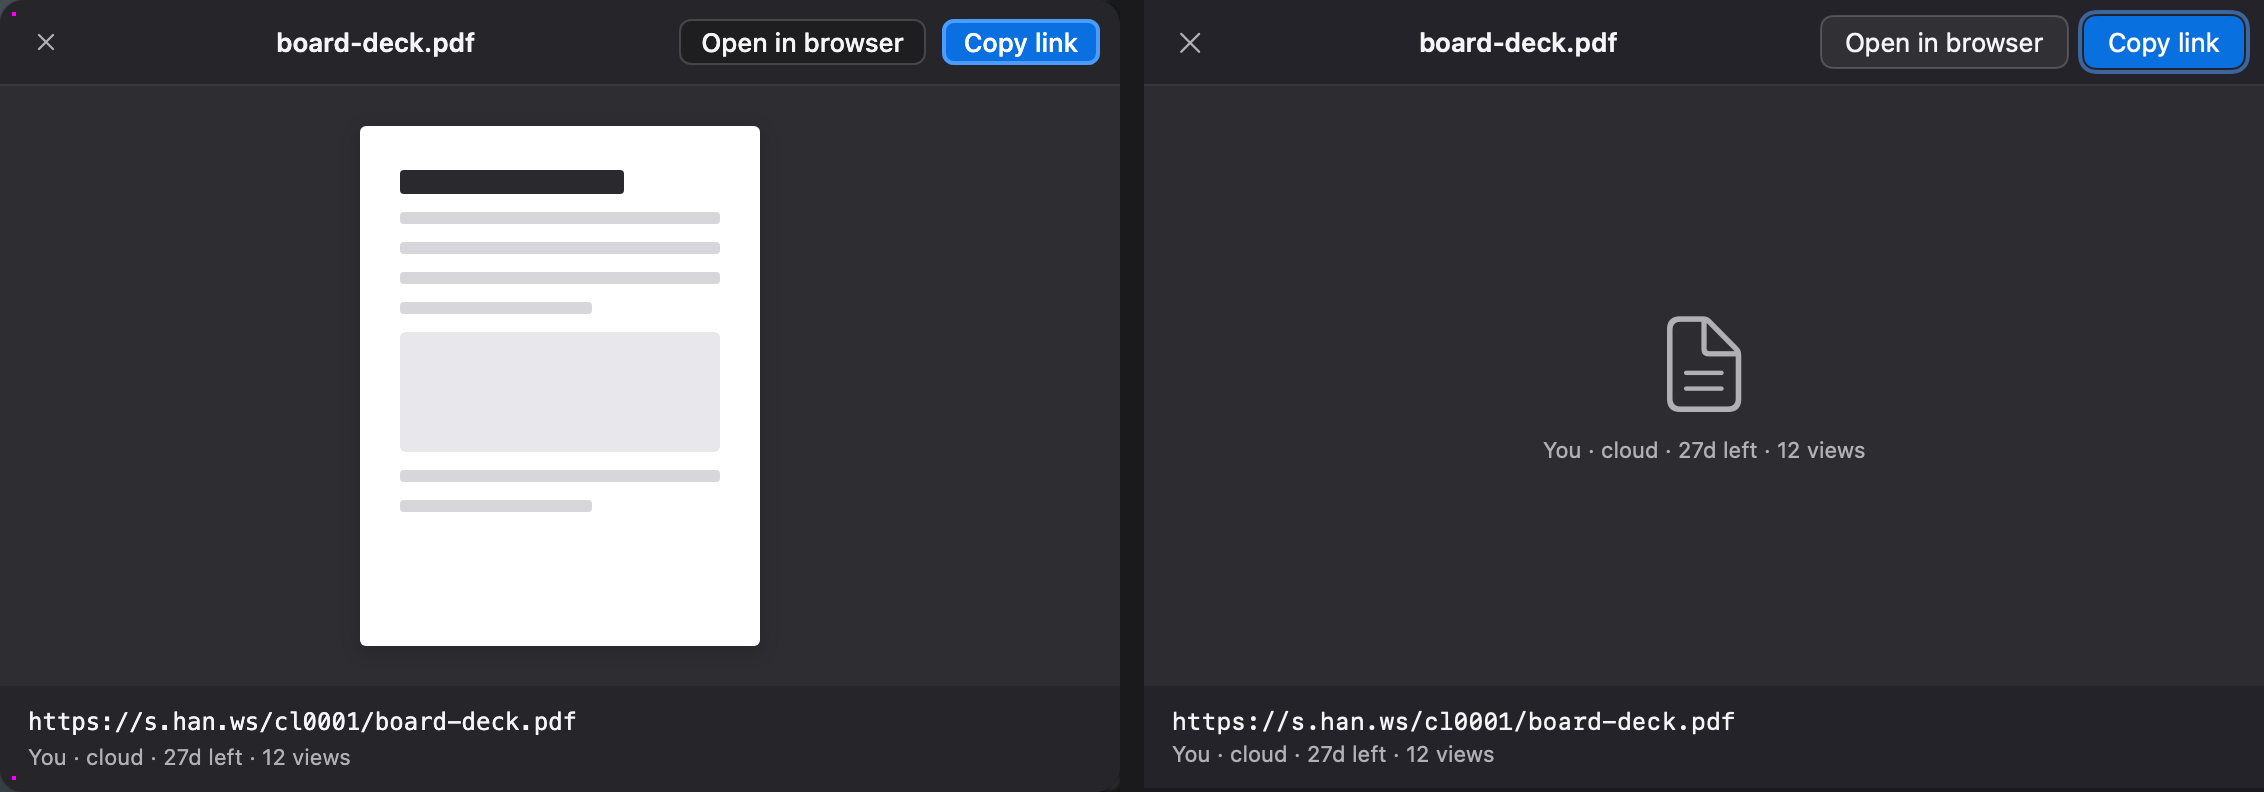 board-deck.pdf
Open in browser
Copy link
https://s.han.ws/cl0001/board-deck.pdf
You · cloud · 27d left · 12 views
board-deck.pdf
Open in browser
Copy link
You · cloud · 27d left · 12 views
https://s.han.ws/cl0001/board-deck.pdf
You · cloud · 27d left · 12 views